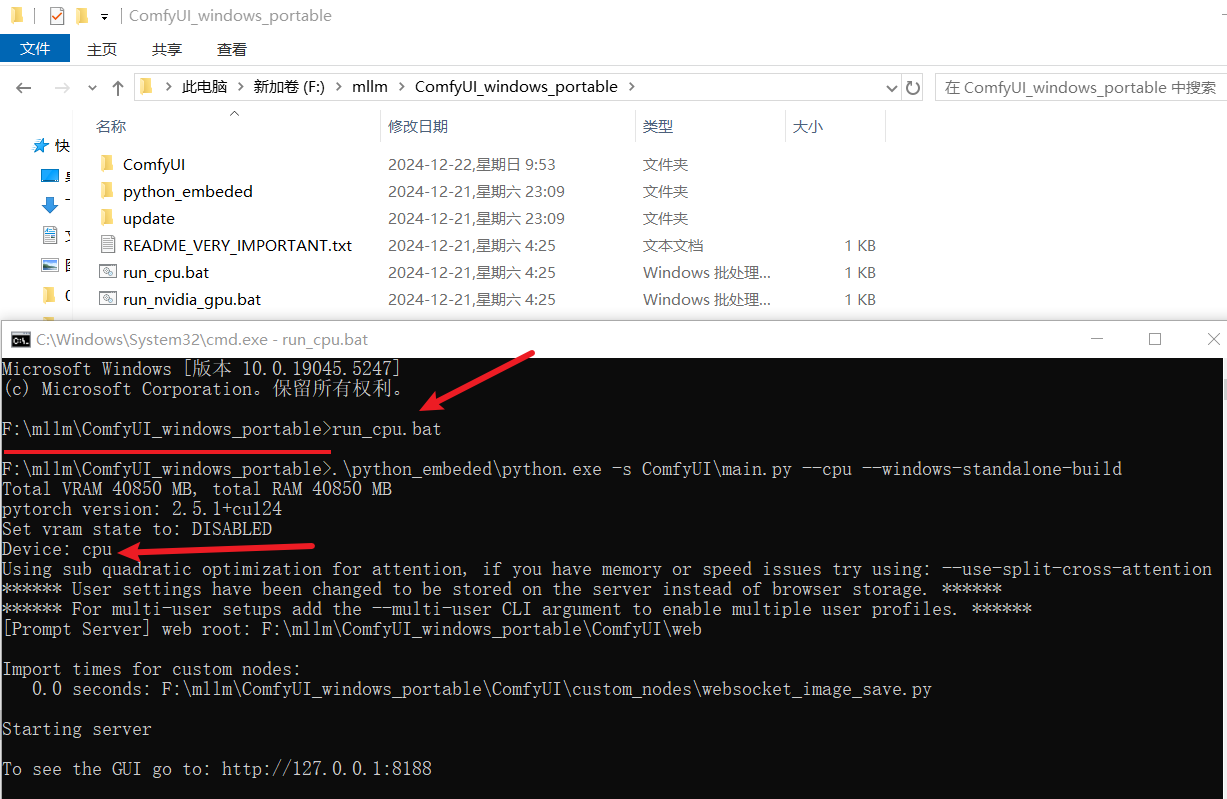 ComfyUI_windows_portable
文件 主页 共享 查看
此电脑 新加卷 (F:) mllm ComfyUI_windows_portable 在 ComfyUI_windows_portable 中搜索
名称 修改日期 类型 大小
快
ComfyUI 2024-12-22,星期日 9:53 文件夹
python_embeded 2024-12-21,星期六 23:09 文件夹
update 2024-12-21,星期六 23:09 文件夹
README_VERY_IMPORTANT.txt 2024-12-21,星期六 4:25 文本文档 1 KB
run_cpu.bat 2024-12-21,星期六 4:25 Windows 批处理... 1 KB
run_nvidia_gpu.bat 2024-12-21,星期六 4:25 Windows 批处理... 1 KB
C:\Windows\System32\cmd.exe - run_cpu.bat
Microsoft Windows [版本 10.0.19045.5247]
(c) Microsoft Corporation。保留所有权利。
F:\mllm\ComfyUI_windows_portable>run_cpu.bat
F:\mllm\ComfyUI_windows_portable>.\python_embeded\python.exe -s ComfyUI\main.py --cpu --windows-standalone-build
Total VRAM 40850 MB, total RAM 40850 MB
pytorch version: 2.5.1+cu124
Set vram state to: DISABLED
Device: cpu
Using sub quadratic optimization for attention, if you have memory or speed issues try using: --use-split-cross-attention
****** User settings have been changed to be stored on the server instead of browser storage. ******
****** For multi-user setups add the --multi-user CLI argument to enable multiple user profiles. ******
[Prompt Server] web root: F:\mllm\ComfyUI_windows_portable\ComfyUI\web
Import times for custom nodes:
0.0 seconds: F:\mllm\ComfyUI_windows_portable\ComfyUI\custom_nodes\websocket_image_save.py
Starting server
To see the GUI go to: http://127.0.0.1:8188